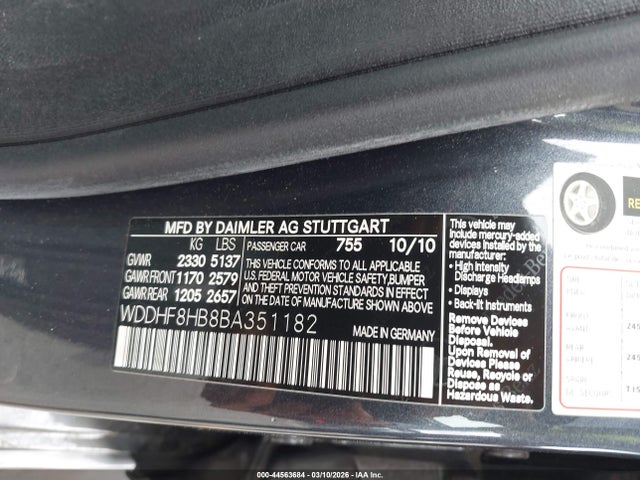 MFD BY DAIMLER AG STUTTGART
KG LBS PASSENGER CAR 755 10/10
GVWR 2330 5137
GAWR FRONT 1170 2579
GAWR REAR 1205 2657
THIS VEHICLE CONFORMS TO ALL APPLICABLE
U.S. FEDERAL MOTOR VEHICLE SAFETY, BUMPER
AND THEFT PREVENTION STANDARDS IN EFFECT
ON THE DATE OF MANUFACTURE SHOWN ABOVE.
WDDHF8HB8BA351182
MADE IN GERMANY
This vehicle may
include mercury-added
devices installed by the
manufacturer:
• High Intensity
Discharge Headlamps
• Displays
• Back-lit instruments
Remove Devices
Before Vehicle
Disposal.
Upon Removal of
Devices Please
Reuse, Recycle or
Dispose as
Hazardous Waste.
000-44563684 - 03/10/2026 - IAA Inc.